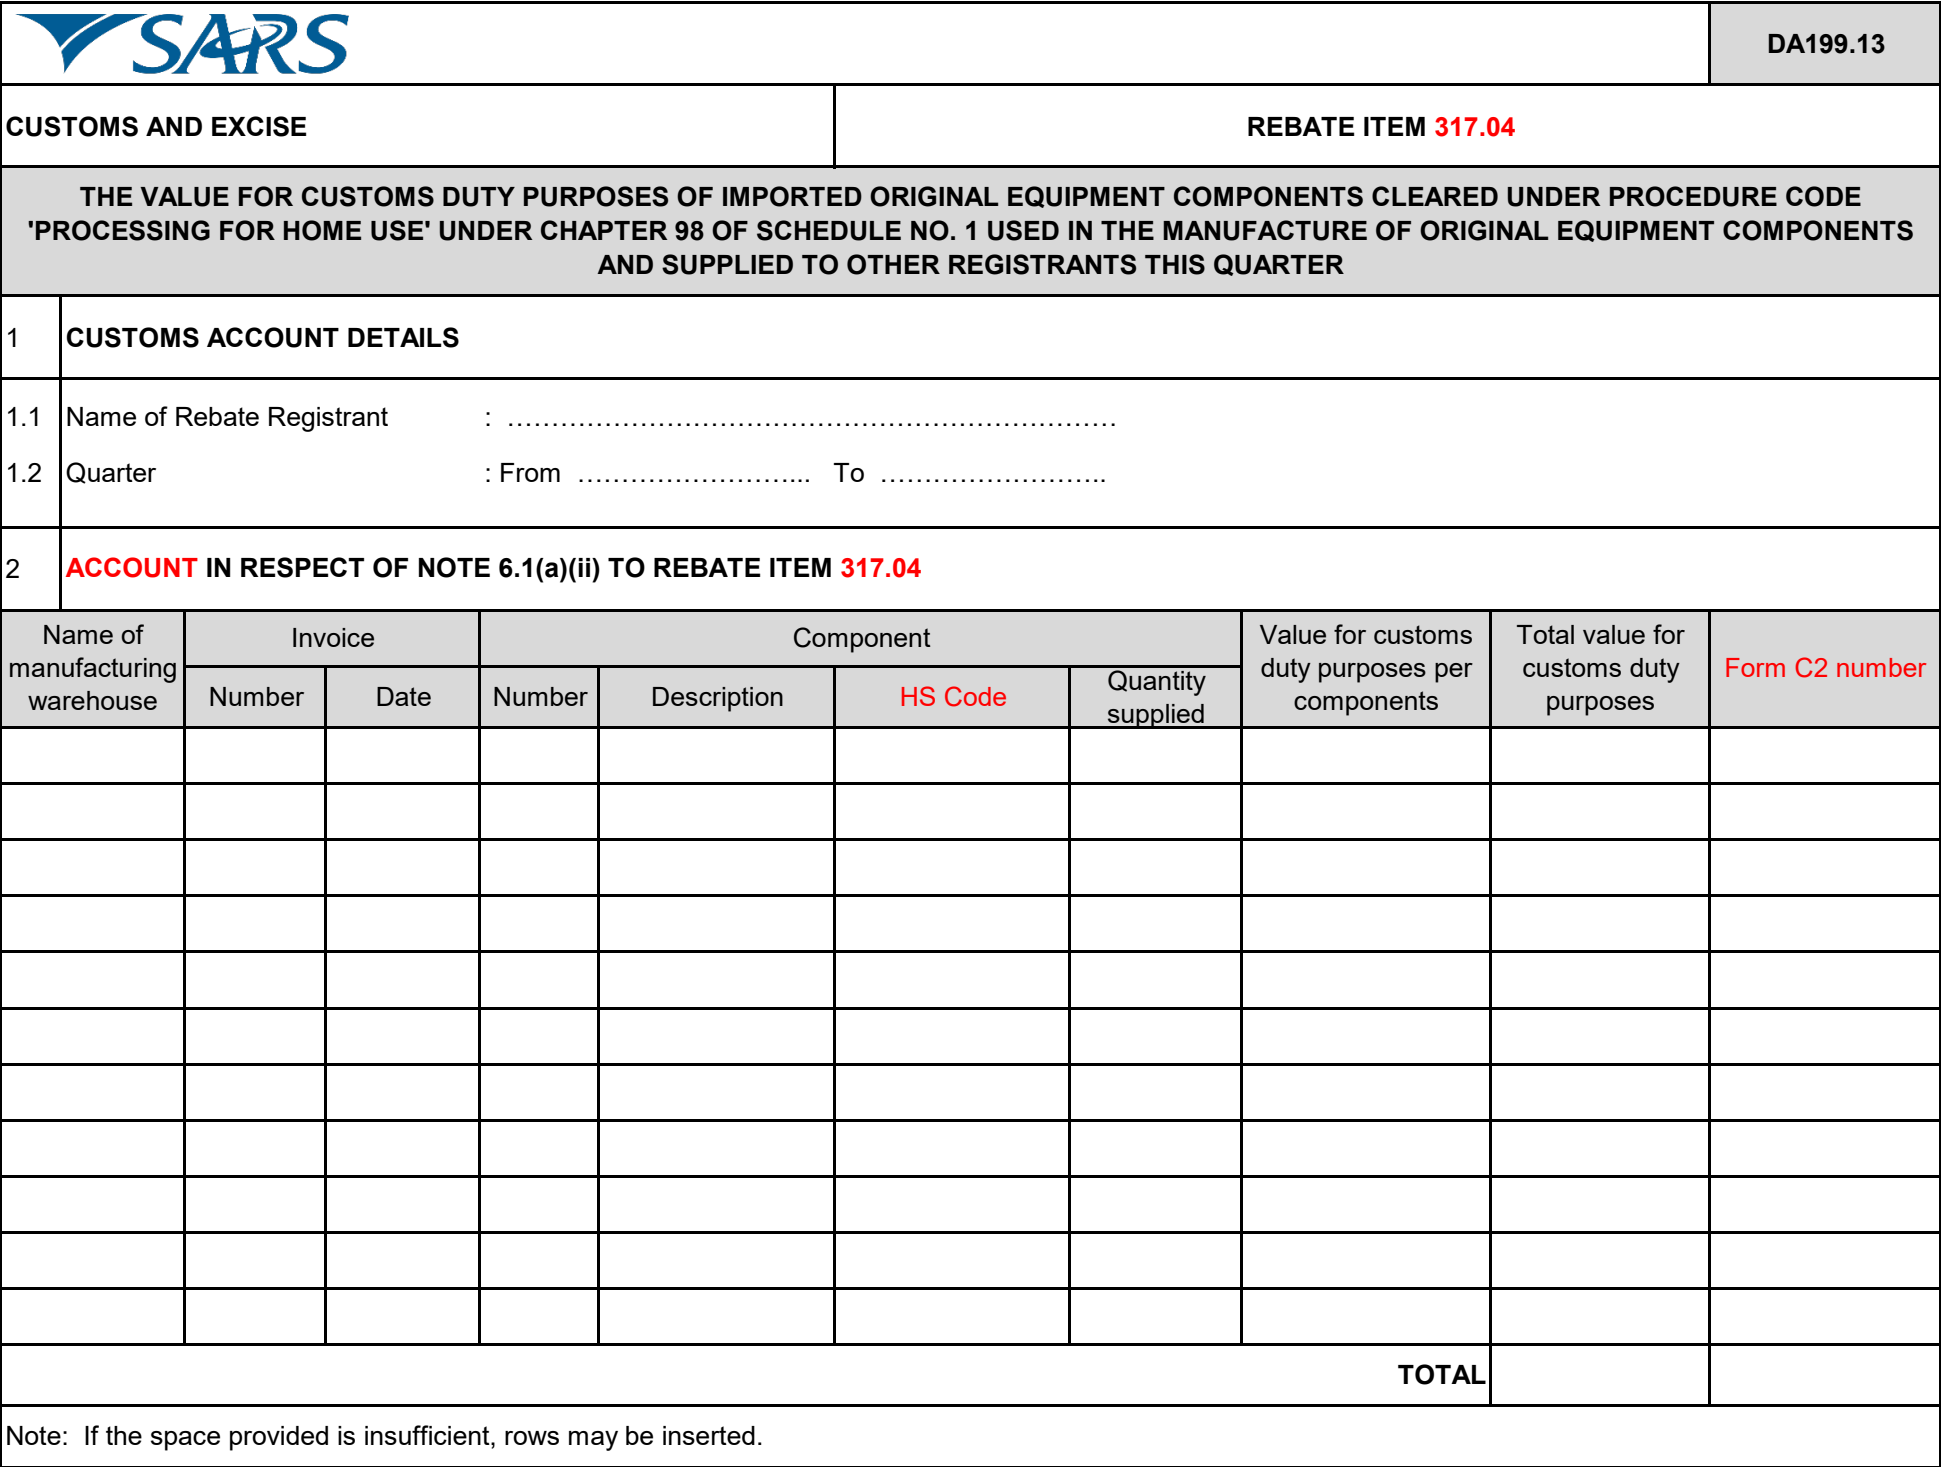 SARS
DA199.13
CUSTOMS AND EXCISE
REBATE ITEM 317.04
THE VALUE FOR CUSTOMS DUTY PURPOSES OF IMPORTED ORIGINAL EQUIPMENT COMPONENTS CLEARED UNDER PROCEDURE CODE
'PROCESSING FOR HOME USE' UNDER CHAPTER 98 OF SCHEDULE NO. 1 USED IN THE MANUFACTURE OF ORIGINAL EQUIPMENT COMPONENTS
AND SUPPLIED TO OTHER REGISTRANTS THIS QUARTER
1 CUSTOMS ACCOUNT DETAILS
1.1 Name of Rebate Registrant : ……………………………………………………………
1.2 Quarter : From …………………….... To ……………………..
2 ACCOUNT IN RESPECT OF NOTE 6.1(a)(ii) TO REBATE ITEM 317.04
Name of
manufacturing
warehouse
Invoice
Number
Date
Component
Number
Description
HS Code
Quantity
supplied
Value for customs
duty purposes per
components
Total value for
customs duty
purposes
Form C2 number
TOTAL
Note: If the space provided is insufficient, rows may be inserted.